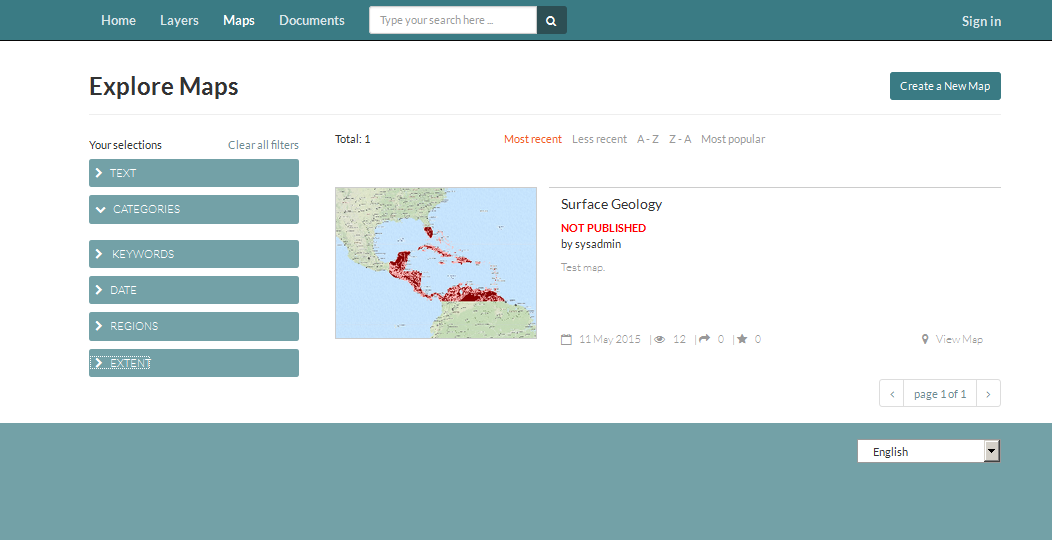 Home Layers Maps Documents Type your search here ... Sign in
Explore Maps
Create a New Map
Your selections Clear all filters
TEXT
CATEGORIES
KEYWORDS
DATE
REGIONS
EXTENT
Total: 1 Most recent Less recent A - Z Z - A Most popular
Surface Geology
NOT PUBLISHED
by sysadmin
Test map.
11 May 2015 | 12 | 0 | 0 View Map
‹ page 1 of 1 ›
English